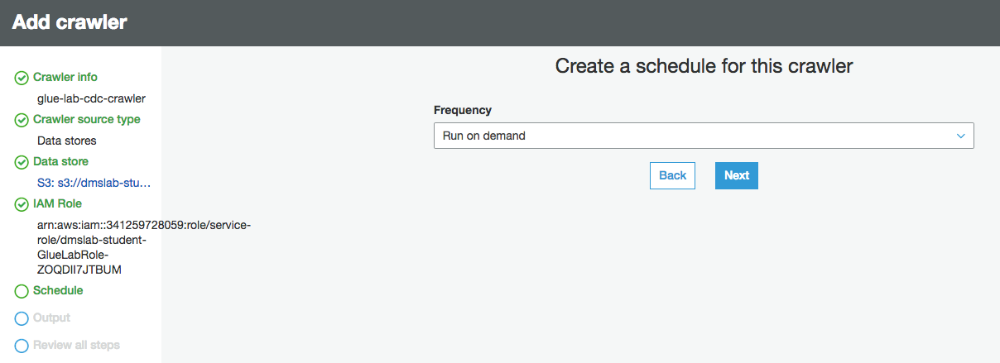 Add crawler
Crawler info
glue-lab-cdc-crawler
Crawler source type
Data stores
Data store
S3: s3://dmslab-stu…
IAM Role
arn:aws:iam::341259728059:role/service-
role/dmslab-student-
GlueLabRole-
ZOQDII7JTBUM
Schedule
Output
Review all steps
Create a schedule for this crawler
Frequency
Run on demand
Back
Next